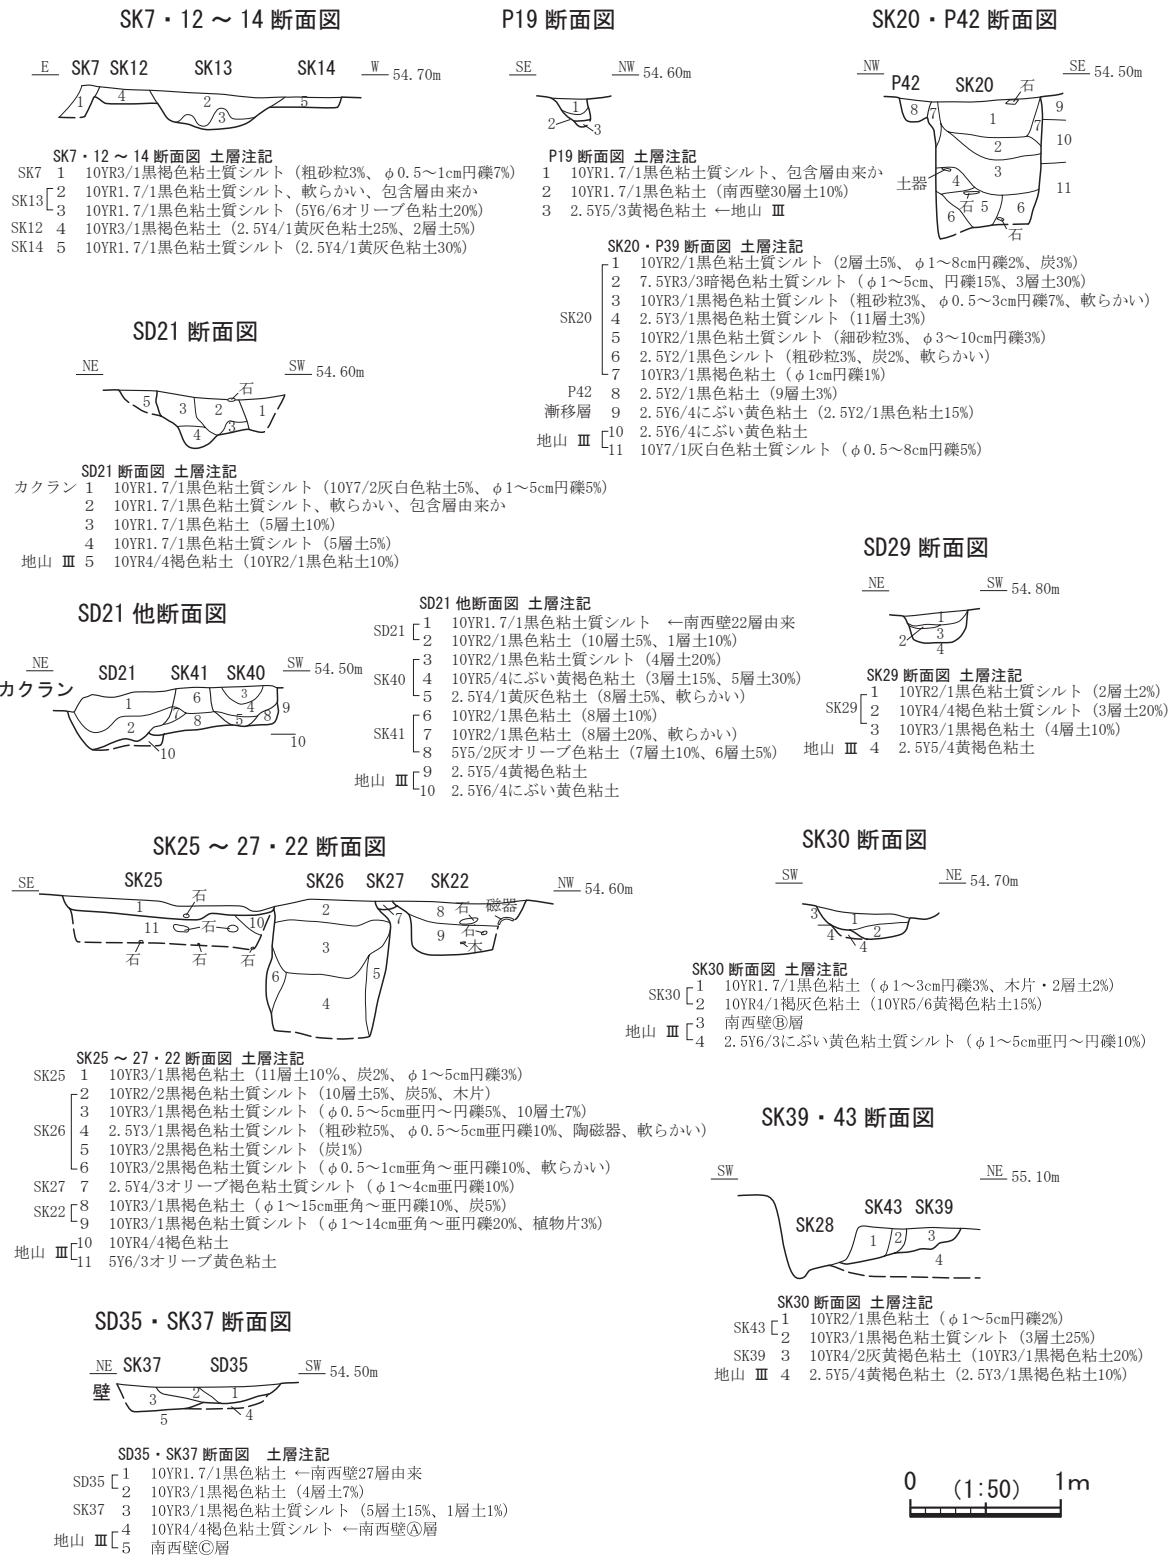 SK7・12 ～ 14 断面図
E SK7 SK12 SK13 SK14 W 54.70m
1 4 2 3 5
SK7・12 ～ 14 断面図 土層注記
SK7 1 10YR3/1黒褐色粘土質シルト（粗砂粒3%、φ0.5～1cm円礫7%）
SK13 2 10YR1.7/1黒色粘土質シルト、軟らかい、包含層由来か
3 10YR1.7/1黒色粘土質シルト（5Y6/6オリーブ色粘土20%）
SK12 4 10YR3/1黒褐色粘土（2.5Y4/1黄灰色粘土25%、2層土5%）
SK14 5 10YR1.7/1黒色粘土質シルト（2.5Y4/1黄灰色粘土30%）
P19 断面図
SE NW 54.60m
1 2 3
P19 断面図 土層注記
1 10YR1.7/1黒色粘土質シルト、包含層由来か
2 10YR1.7/1黒色粘土（南西壁30層土10%）
3 2.5Y5/3黄褐色粘土 ←地山 Ⅲ
SK20・P42 断面図
NW P42 SK20 石 SE 54.50m
8 7 1 7 9
2 10
土器 4 3 11
石 5 6
6 石
SK20・P39 断面図 土層注記
SK20 1 10YR2/1黒色粘土質シルト（2層土5%、φ1～8cm円礫2%、炭3%）
2 7.5YR3/3暗褐色粘土質シルト（φ1～5cm、円礫15%、3層土30%）
3 10YR3/1黒褐色粘土質シルト（粗砂粒3%、φ0.5～3cm円礫7%、軟らかい）
4 2.5Y3/1黒褐色粘土質シルト（11層土3%）
5 10YR2/1黒色粘土質シルト（細砂粒3%、φ3～10cm円礫3%）
6 2.5Y2/1黒色シルト（粗砂粒3%、炭2%、軟らかい）
7 10YR3/1黒褐色粘土（φ1cm円礫1%）
P42 8 2.5Y2/1黒色粘土（9層土3%）
漸移層 9 2.5Y6/4にぶい黄色粘土（2.5Y2/1黒色粘土15%）
地山 Ⅲ 10 2.5Y6/4にぶい黄色粘土
11 10Y7/1灰白色粘土質シルト（φ0.5～8cm円礫5%）
SD21 断面図
NE SW 54.60m
石
5 3 2 1
4 3
SD21 断面図 土層注記
カクラン 1 10YR1.7/1黒色粘土質シルト（10Y7/2灰白色粘土5%、φ1～5cm円礫5%）
2 10YR1.7/1黒色粘土質シルト、軟らかい、包含層由来か
3 10YR1.7/1黒色粘土（5層土10%）
4 10YR1.7/1黒色粘土質シルト（5層土5%）
地山 Ⅲ 5 10YR4/4褐色粘土（10YR2/1黒色粘土10%）
SD21 他断面図
NE SD21 SK41 SK40 SW 54.50m
カクラン
1 6 3 4 9
2 7 8 5 8 10
10
SD21 他断面図 土層注記
SD21 1 10YR1.7/1黒色粘土質シルト ←南西壁22層由来
2 10YR2/1黒色粘土（10層土5%、1層土10%）
SK40 3 10YR2/1黒色粘土質シルト（4層土20%）
4 10YR5/4にぶい黄褐色粘土（3層土15%、5層土30%）
5 2.5Y4/1黄灰色粘土（8層土5%、軟らかい）
SK41 6 10YR2/1黒色粘土（8層土10%）
7 10YR2/1黒色粘土（8層土20%、軟らかい）
8 5Y5/2灰オリーブ色粘土（7層土10%、6層土5%）
地山 Ⅲ 9 2.5Y5/4黄褐色粘土
10 2.5Y6/4にぶい黄色粘土
SD29 断面図
NE SW 54.80m
1 2 3 4
SK29 断面図 土層注記
SK29 1 10YR2/1黒色粘土質シルト（2層土2%）
2 10YR4/4褐色粘土質シルト（3層土20%
3 10YR3/1黒褐色粘土（4層土10%）
地山 Ⅲ 4 2.5Y5/4黄褐色粘土
SK25 ～ 27・22 断面図
SE SK25 SK26 SK27 SK22 NW 54.60m
1 石 2 8 石 磁器
11 石 10 7 9 石
木
石 石 石 3
6 4 5
SK25 ～ 27・22 断面図 土層注記
SK25 1 10YR3/1黒褐色粘土（11層土10%、炭2%、φ1～5cm円礫3%）
SK26 2 10YR2/2黒褐色粘土質シルト（10層土5%、炭5%、木片）
3 10YR3/1黒褐色粘土質シルト（φ0.5～5cm亜円～円礫5%、10層土7%）
4 2.5Y3/1黒褐色粘土質シルト（粗砂粒5%、φ0.5～5cm亜円礫10%、陶磁器、軟らかい）
5 10YR3/2黒褐色粘土質シルト（炭1%）
6 10YR3/2黒褐色粘土質シルト（φ0.5～1cm亜角～亜円礫10%、軟らかい）
SK27 7 2.5Y4/3オリーブ褐色粘土質シルト（φ1～4cm亜円礫10%）
SK22 8 10YR3/1黒褐色粘土（φ1～15cm亜角～亜円礫10%、炭5%）
9 10YR3/1黒褐色粘土質シルト（φ1～14cm亜角～亜円礫20%、植物片3%）
地山 Ⅲ 10 10YR4/4褐色粘土
11 5Y6/3オリーブ黄色粘土
SK30 断面図
SW NE 54.70m
3 1 2 4 4
SK30 断面図 土層注記
SK30 1 10YR1.7/1黒色粘土（φ1～3cm円礫3%、木片・2層土2%）
2 10YR4/1褐灰色粘土（10YR5/6黄褐色粘土15%）
地山 Ⅲ 3 南西壁Ⓑ層
4 2.5Y6/3にぶい黄色粘土質シルト（φ1～5cm亜円～円礫10%）
SK39・43 断面図
SW NE 55.10m
SK28 SK43 SK39
1 2 3 4
SK30 断面図 土層注記
SK43 1 10YR2/1黒色粘土（φ1～5cm円礫2%）
2 10YR3/1黒褐色粘土質シルト（3層土25%）
SK39 3 10YR4/2灰黄褐色粘土（10YR3/1黒褐色粘土20%）
地山 Ⅲ 4 2.5Y5/4黄褐色粘土（2.5Y3/1黒褐色粘土10%）
SD35・SK37 断面図
NE SK37 SD35 SW 54.50m
壁 3 2 1
5 4
SD35・SK37 断面図 土層注記
SD35 1 10YR1.7/1黒色粘土 ←南西壁27層由来
2 10YR3/1黒褐色粘土（4層土7%）
SK37 3 10YR3/1黒褐色粘土質シルト（5層土15%、1層土1%）
地山 Ⅲ 4 10YR4/4褐色粘土質シルト ←南西壁Ⓐ層
5 南西壁Ⓒ層
0 (1:50) 1m